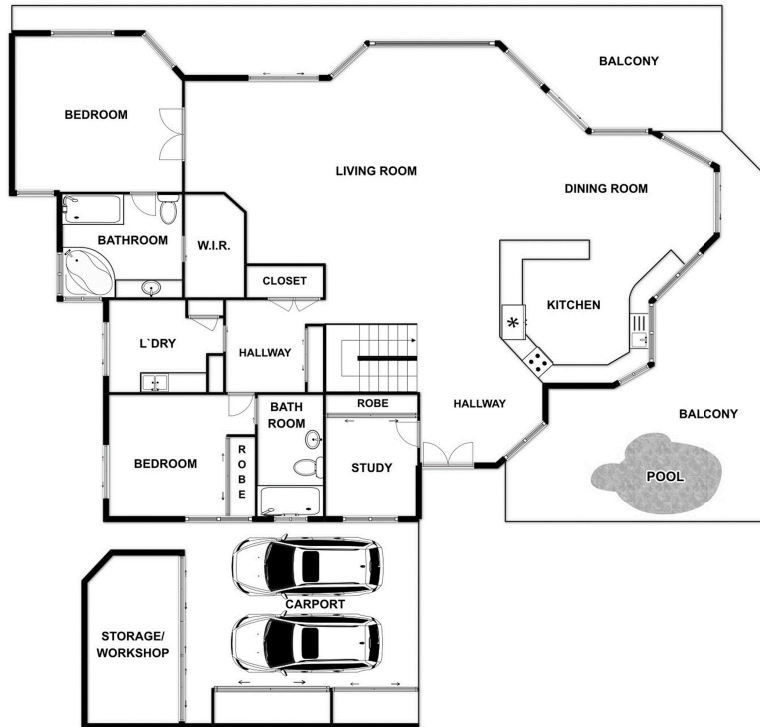 BALCONY
BEDROOM
LIVING ROOM
DINING ROOM
BATHROOM
W.I.R.
CLOSET
KITCHEN
L`DRY
HALLWAY
ROBE
BATH
ROOM
HALLWAY
BALCONY
BEDROOM
R
O
B
E
STUDY
POOL
CARPORT
STORAGE/
WORKSHOP